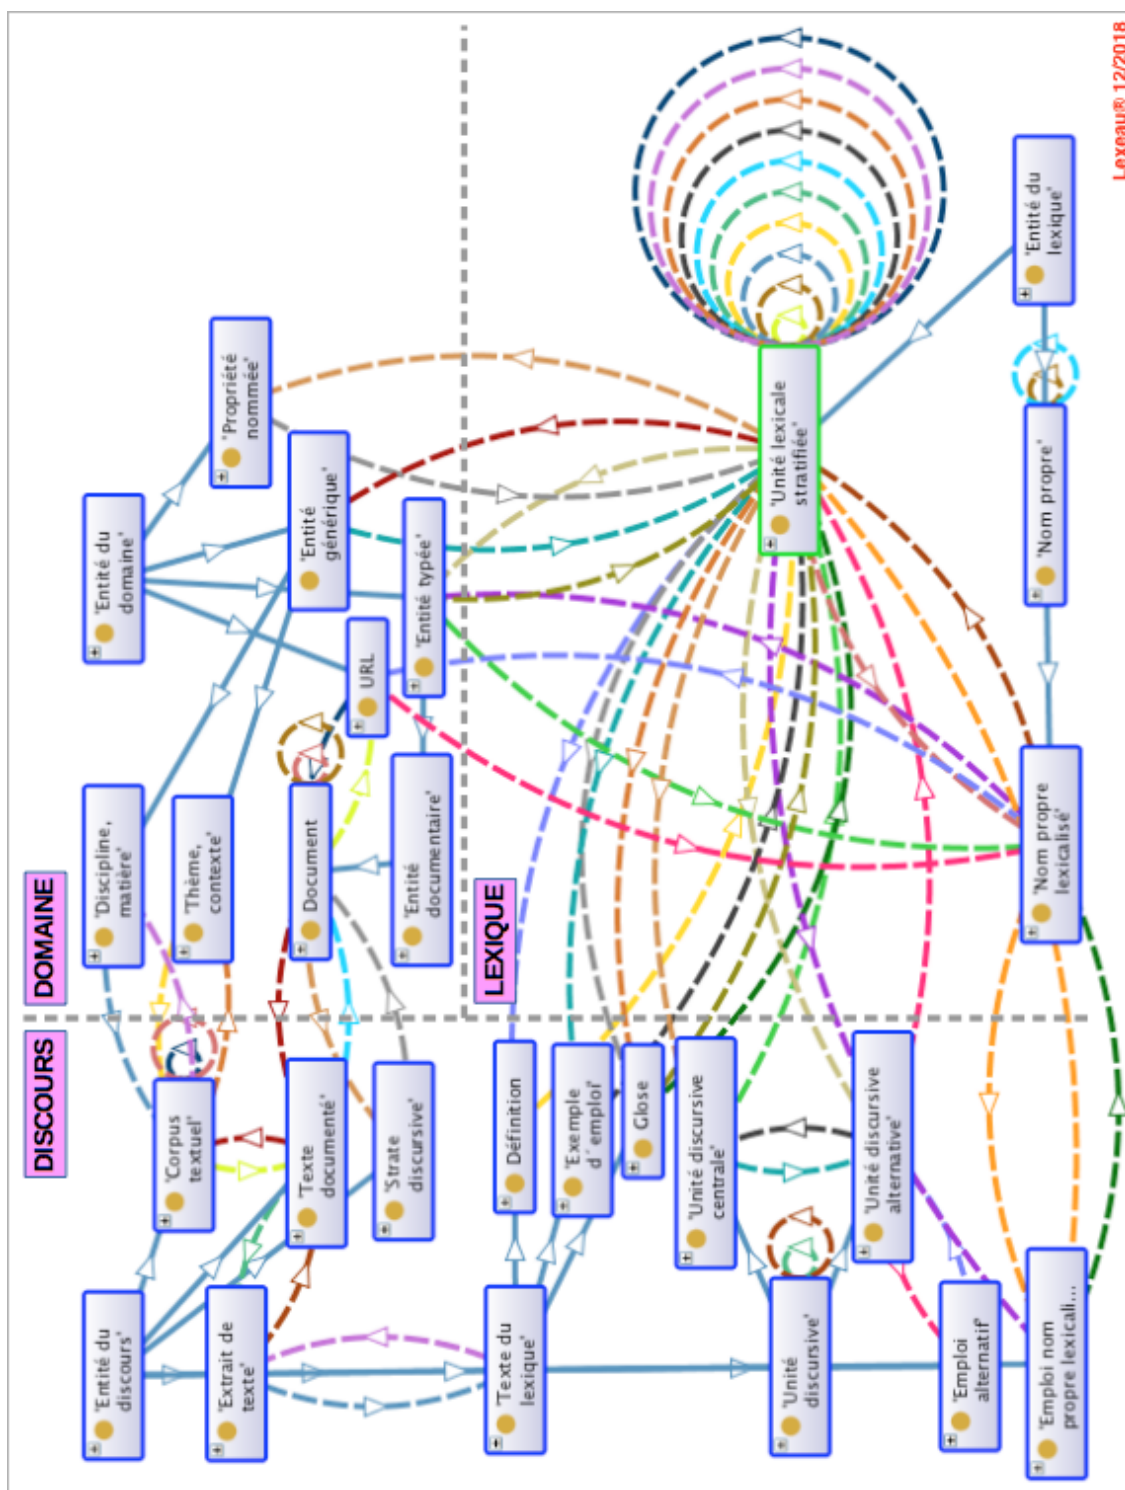 DISCOURS
DOMAINE
LEXIQUE
'Entité du
discours'
'Corpus
textuel'
'Discipline,
matière'
'Entité du
domaine'
'Extrait de
texte'
'Thème,
contexte'
'Propriété
nommée'
'Texte
documenté'
Document
'Entité
générique'
'Strate
discursive'
URL
'Entité
documentaire'
'Entité typée'
'Texte du
lexique'
Définition
'Exemple
d'emploi'
Glose
'Unité discursive
centrale'
'Unité
discursive'
'Unité lexicale
stratifiée'
'Unité discursive
alternative'
'Emploi
alternatif'
'Emploi nom
propre lexicali...
'Nom propre
lexicalisé'
'Nom propre'
'Entité du
lexique'
Lexeau® 12/2018